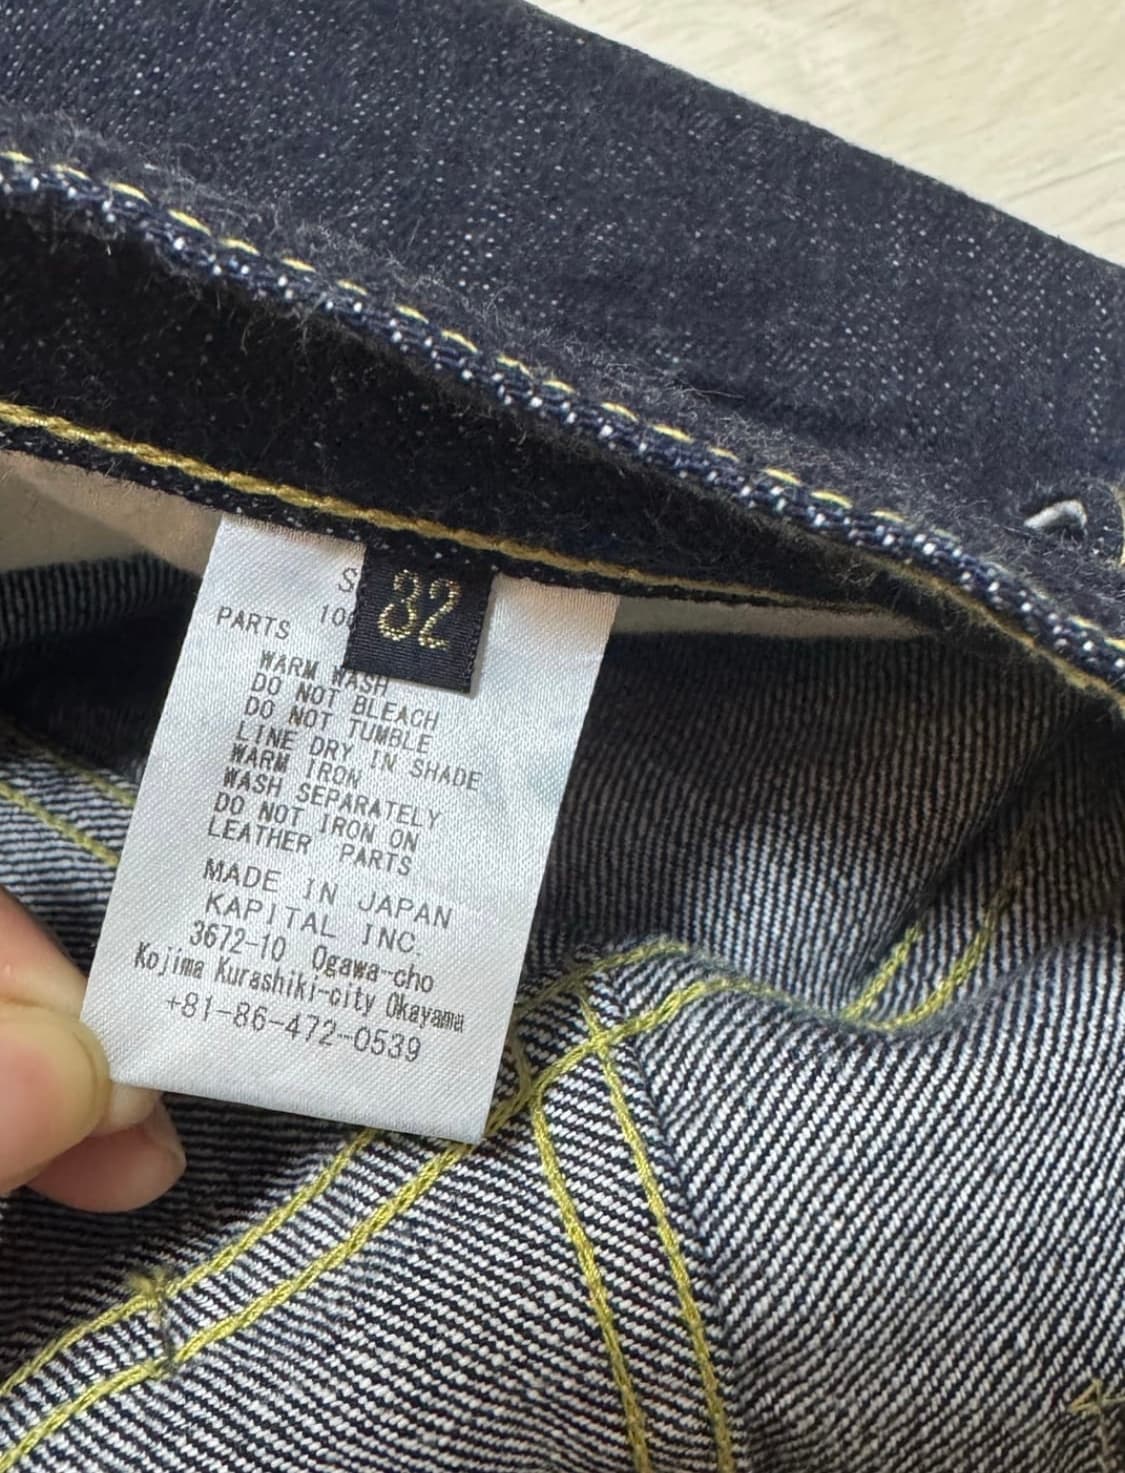 32
PARTS
WARM WASH
DO NOT BLEACH
DO NOT TUMBLE
LINE DRY IN SHADE
WARM IRON
WASH SEPARATELY
DO NOT IRON ON
LEATHER PARTS
MADE IN JAPAN
KAPITAL INC.
3672-10 Ogawa-cho
Kojima Kurashiki-city Okayama
+81-86-472-0539